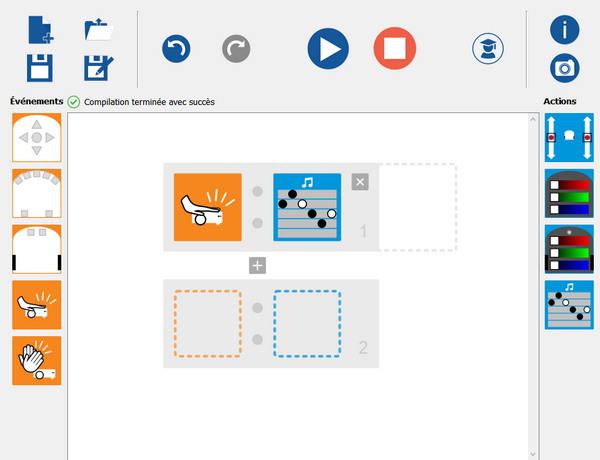 Événements
Compilation terminée avec succès
Actions
1
2